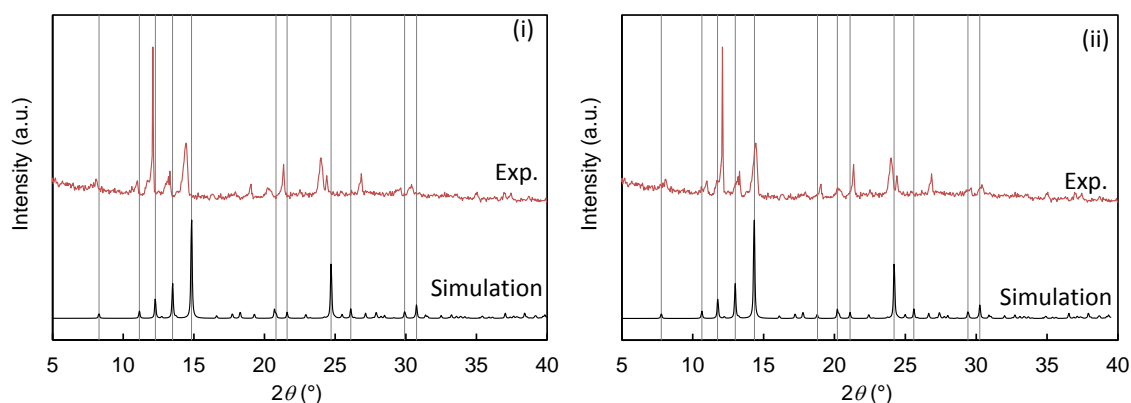 (i)
Intensity (a.u.)
Exp.
Simulation
5 10 15 20 25 30 35 40
2θ (°)
(ii)
Intensity (a.u.)
Exp.
Simulation
5 10 15 20 25 30 35 40
2θ (°)